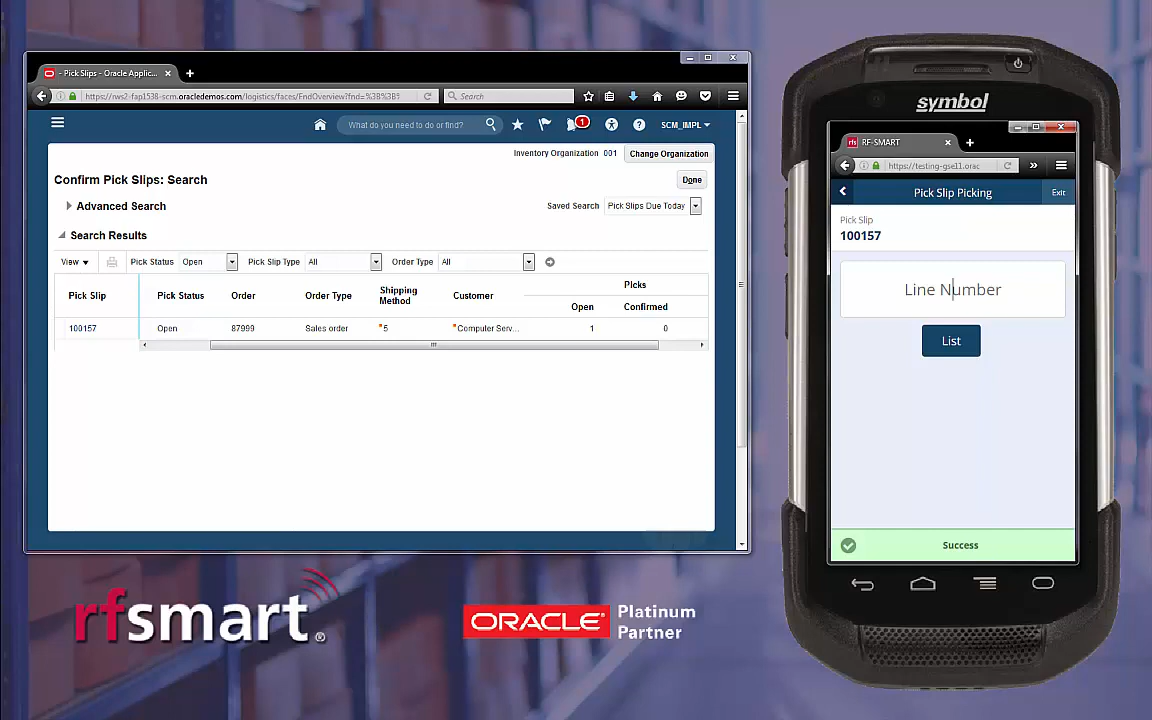 - Pick Slips - Oracle Applic...
https://rws2-fap1538-scm.oracledemos.com/logistics/faces/FndOverview?fnd=%3B%3B%
Search
What do you need to do or find?
1
SCM_IMPL
Inventory Organization 001
Change Organization
Confirm Pick Slips: Search
Done
Advanced Search
Saved Search Pick Slips Due Today
Search Results
View
Pick Status Open
Pick Slip Type All
Order Type All
Pick Slip
Pick Status
Order
Order Type
Shipping
Method
Customer
Picks
Open
Confirmed
100157
Open
87999
Sales order
5
Computer Serv...
1
0
rfsmart®
ORACLE®
Platinum
Partner
symbol
rfs
RF-SMART
https://testing-gse11.orac
Pick Slip Picking
Exit
Pick Slip
100157
Line Number
List
Success